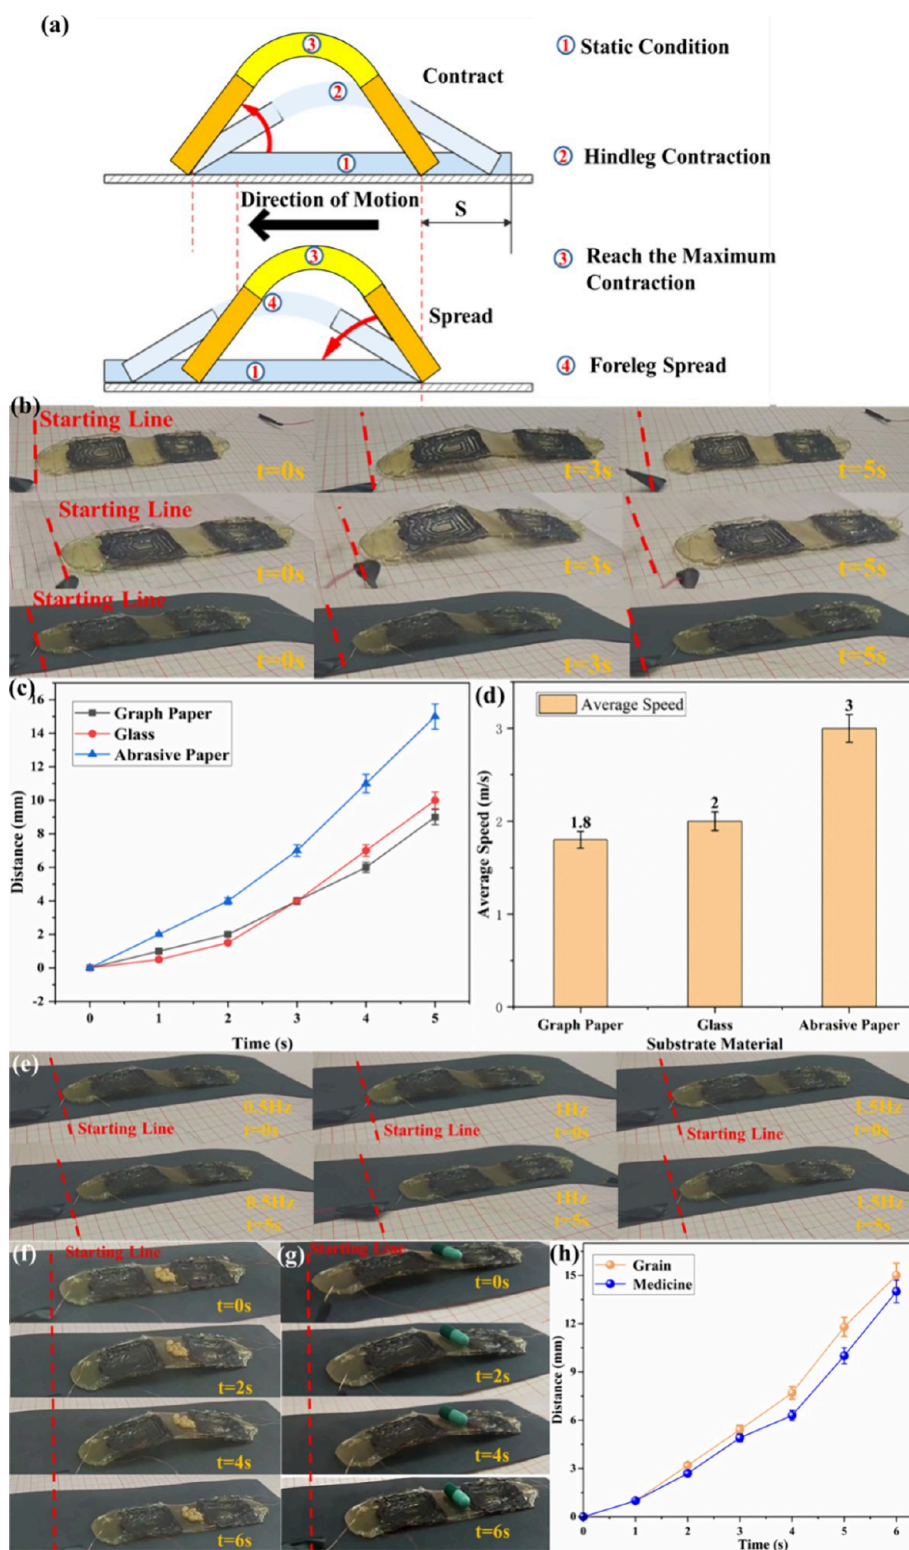 (a)
3
Contract
2
1
Direction of Motion
S
3
4
Spread
1
1 Static Condition
2 Hindleg Contraction
3 Reach the Maximum
Contraction
4 Foreleg Spread
(b)
Starting Line
t=0s
t=3s
t=5s
Starting Line
t=0s
t=3s
t=5s
Starting Line
t=0s
t=3s
t=5s
(c)
Graph Paper
Glass
Abrasive Paper
16
14
12
10
8
6
4
2
0
-2
Distance (mm)
0 1 2 3 4 5
Time (s)
(d)
Average Speed
3
2
1
0
Average Speed (m/s)
1.8
2
3
Graph Paper Glass Abrasive Paper
Substrate Material
(e)
0.5Hz
t=0s
Starting Line
1Hz
t=0s
Starting Line
1.5Hz
t=0s
Starting Line
0.5Hz
t=5s
1Hz
t=5s
1.5Hz
t=5s
(f)
Starting Line
t=0s
t=2s
t=4s
t=6s
(g)
Starting Line
t=0s
t=2s
t=4s
t=6s
(h)
Grain
Medicine
15
12
9
6
3
0
Distance (mm)
0 1 2 3 4 5 6
Time (s)